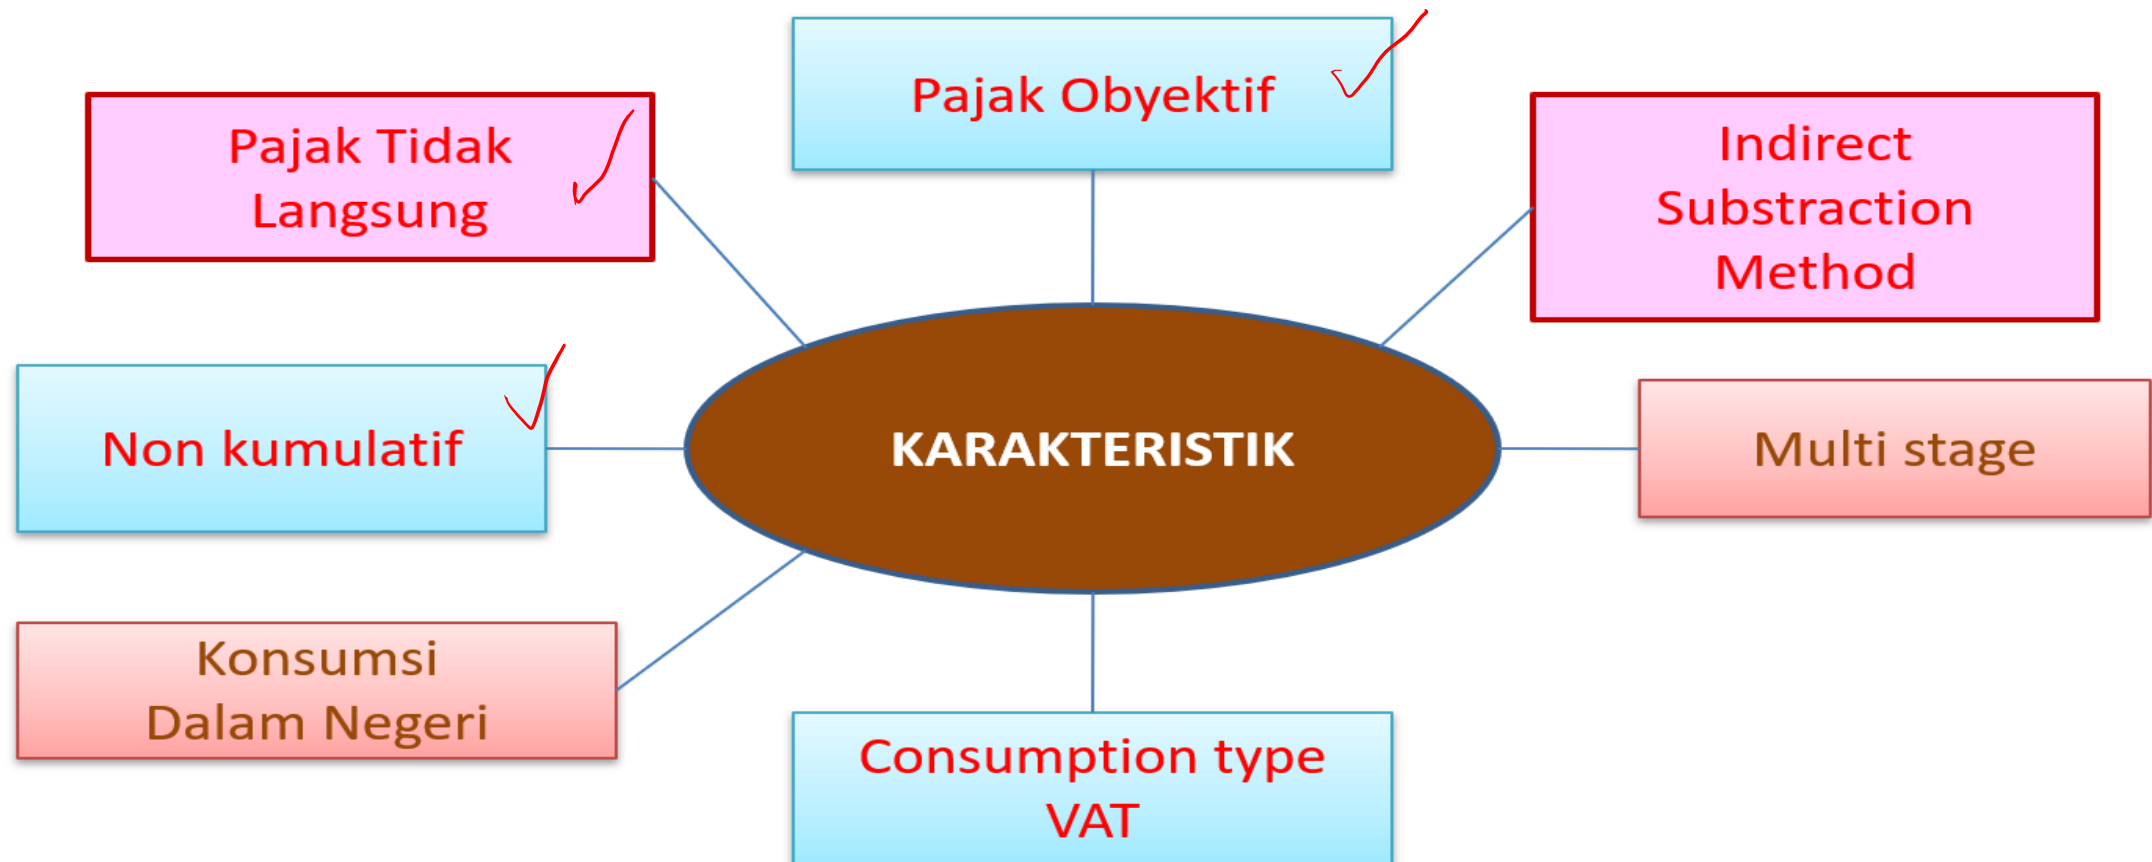 Pajak Obyektif
Pajak Tidak
Langsung
Indirect
Substraction
Method
Non kumulatif
KARAKTERISTIK
Multi stage
Konsumsi
Dalam Negeri
Consumption type
VAT